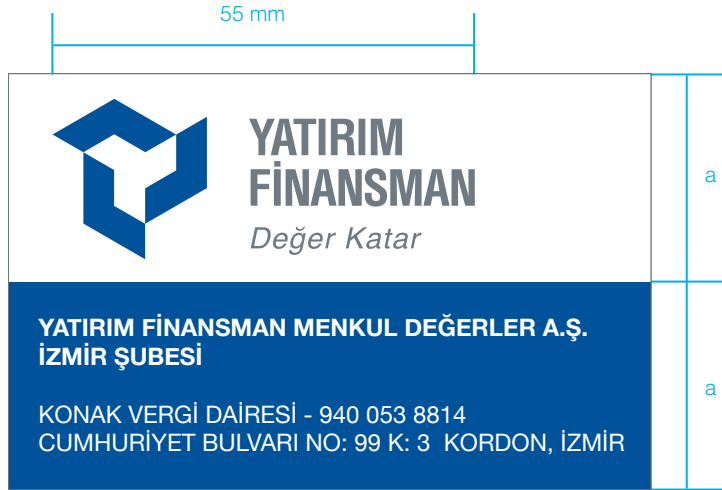 55 mm
YATIRIM
FİNANSMAN
Değer Katar
a
YATIRIM FİNANSMAN MENKUL DEĞERLER A.Ş.
İZMİR ŞUBESİ
a
KONAK VERGİ DAİRESİ - 940 053 8814
CUMHURİYET BULVARI NO: 99 K: 3 KORDON, İZMİR